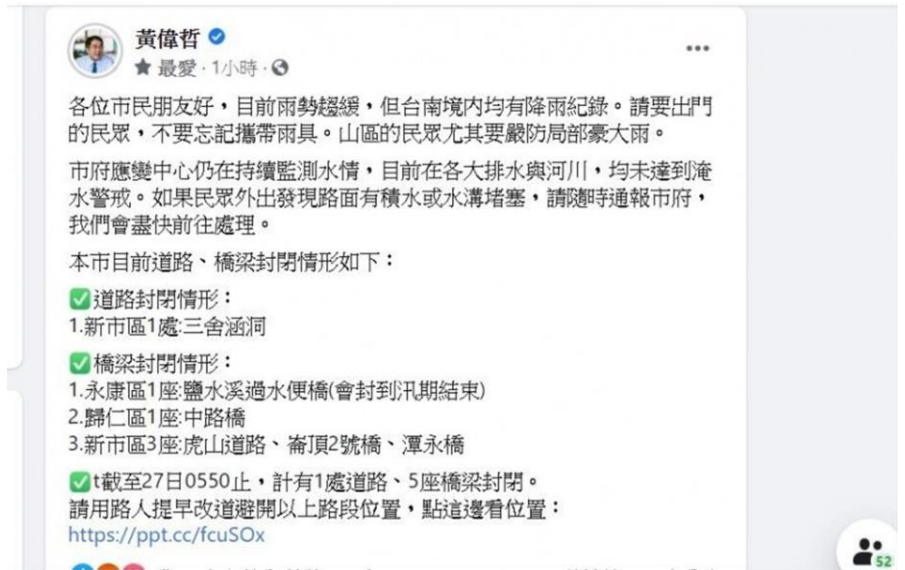 黃偉哲
最愛 · 1小時 ·
各位市民朋友好，目前雨勢趨緩，但台南境內均有降雨紀錄。請要出門
的民眾，不要忘記攜帶雨具。山區的民眾尤其要嚴防局部豪大雨。
市府應變中心仍在持續監測水情，目前在各大排水與河川，均未達到淹
水警戒。如果民眾外出發現路面有積水或水溝堵塞，請隨時通報市府，
我們會盡快前往處理。
本市目前道路、橋梁封閉情形如下：
✅道路封閉情形：
1.新市區1處:三舍涵洞
✅橋梁封閉情形：
1.永康區1座:鹽水溪過水便橋(會封到汛期結束)
2.歸仁區1座:中路橋
3.新市區3座:虎山道路、崙頂2號橋、潭永橋
✅t截至27日0550止，計有1處道路、5座橋梁封閉。
請用路人提早改道避開以上路段位置，點這邊看位置：
https://ppt.cc/fcuSOx
52